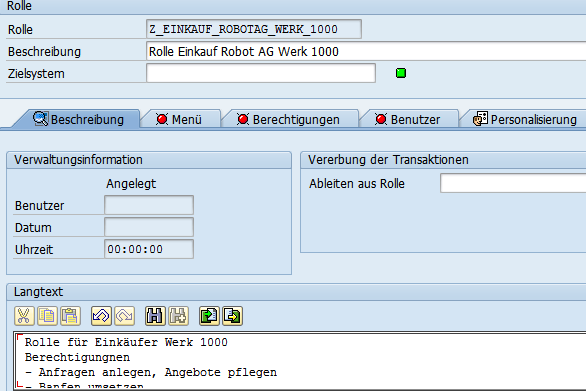 Rolle
Rolle Z_EINKAUF_ROBOTAG_WERK_1000
Beschreibung Rolle Einkauf Robot AG Werk 1000
Zielsystem
Beschreibung Menü Berechtigungen Benutzer Personalisierung
Verwaltungsinformation
Angelegt
Benutzer
Datum
Uhrzeit 00:00:00
Vererbung der Transaktionen
Ableiten aus Rolle
Langtext
Rolle für Einkäufer Werk 1000
Berechtigungnen
- Anfragen anlegen, Angebote pflegen
- Banfen umsetzen